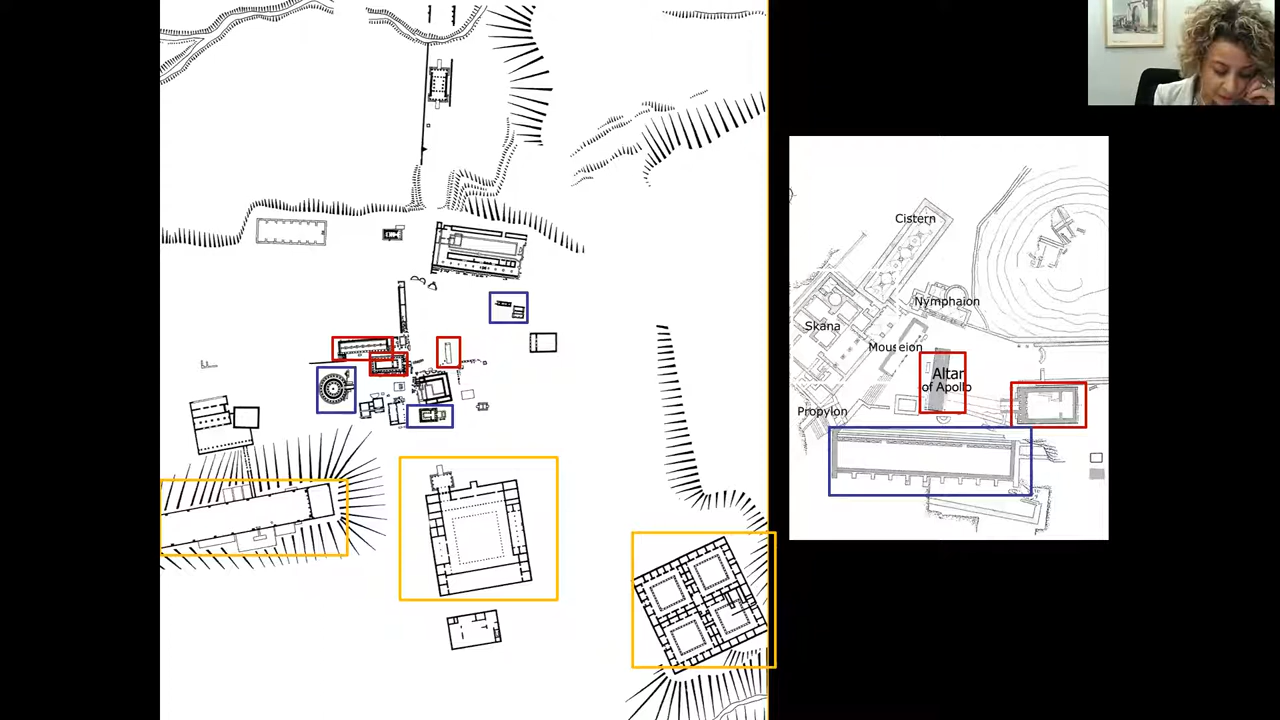 Cistern
Nymphaion
Skana
Mouseion
Altar
of Apollo
Propylon